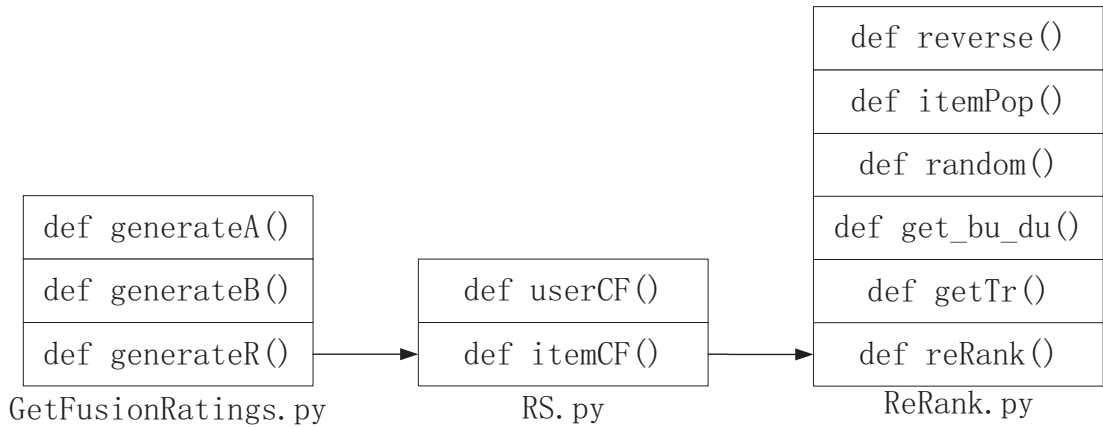 def generateA()
def generateB()
def generateR()
GetFusionRatings.py
def userCF()
def itemCF()
RS.py
def reverse()
def itemPop()
def random()
def get_bu_du()
def getTr()
def reRank()
ReRank.py